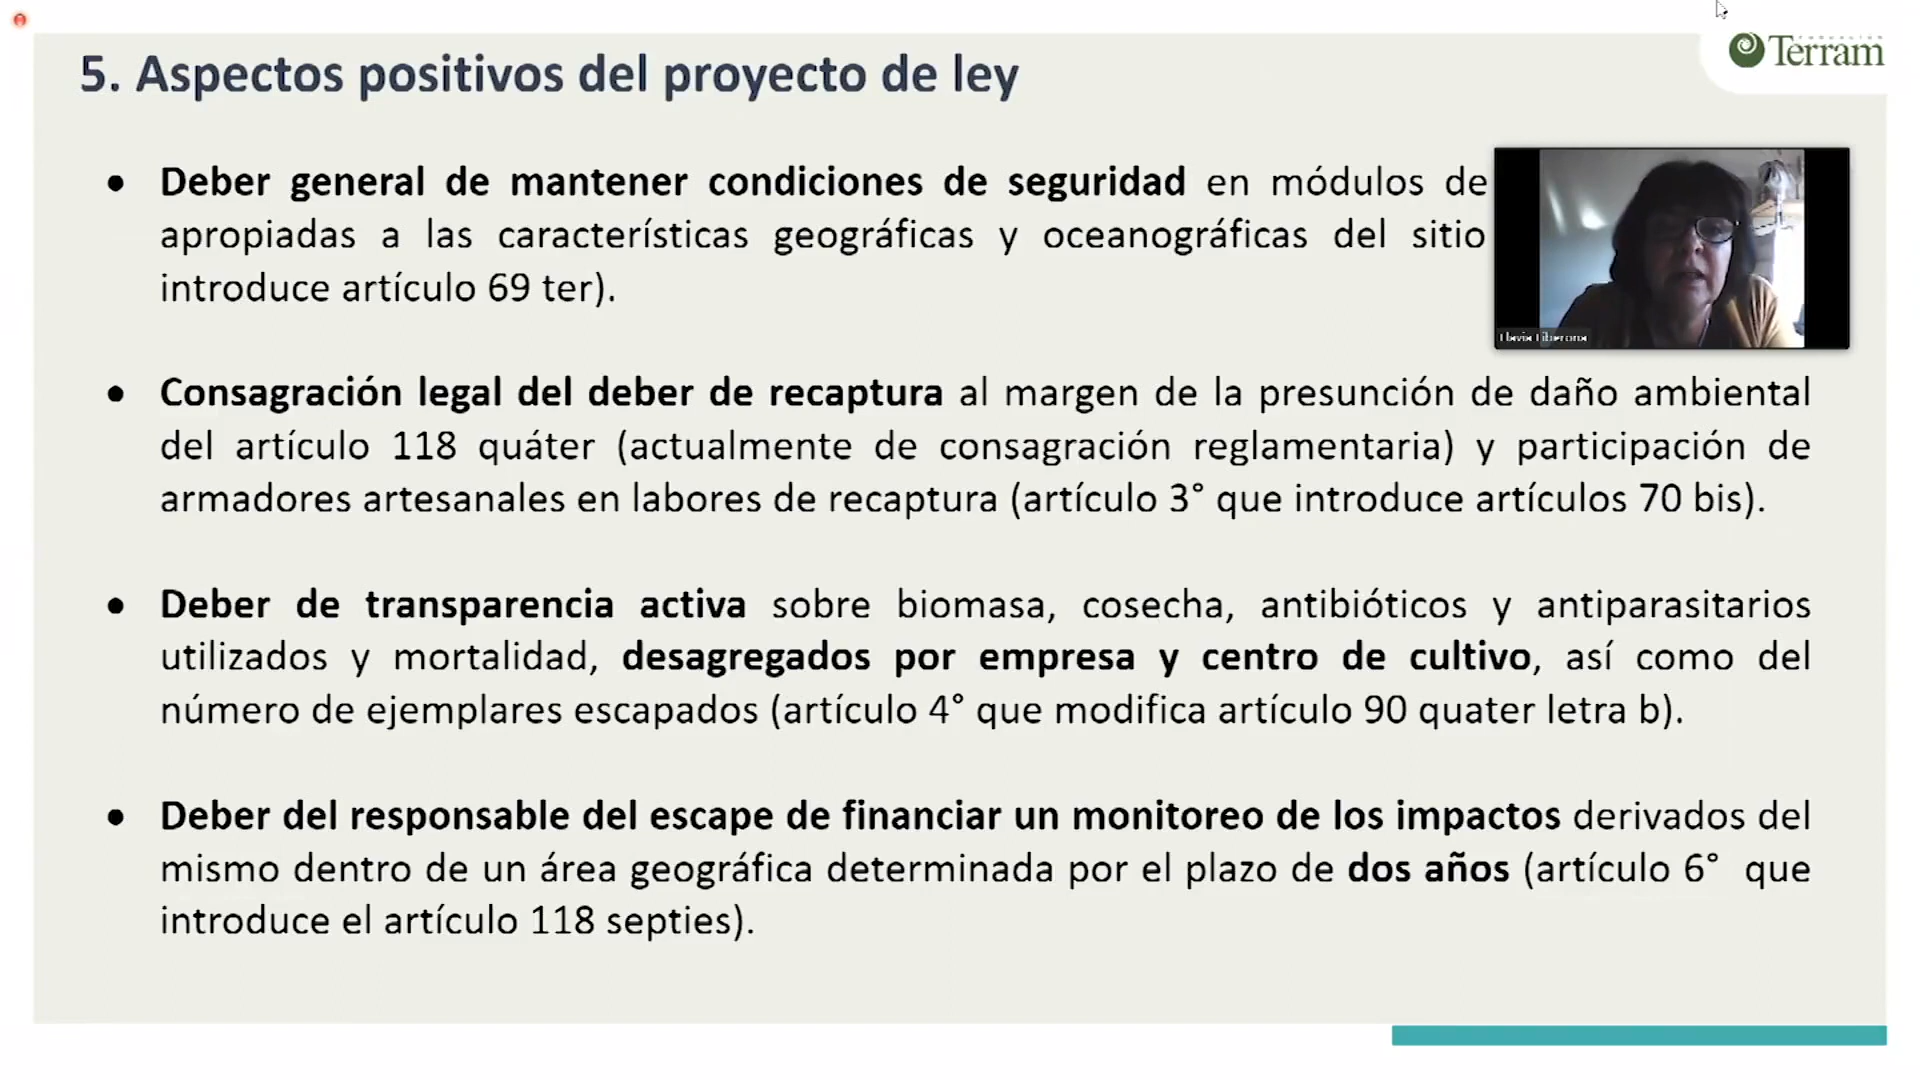 5. Aspectos positivos del proyecto de ley
Terram
• Deber general de mantener condiciones de seguridad en módulos de
apropiadas a las características geográficas y oceanográficas del sitio
introduce artículo 69 ter).
Flavia Liberona
• Consagración legal del deber de recaptura al margen de la presunción de daño ambiental
del artículo 118 quáter (actualmente de consagración reglamentaria) y participación de
armadores artesanales en labores de recaptura (artículo 3° que introduce artículos 70 bis).
• Deber de transparencia activa sobre biomasa, cosecha, antibióticos y antiparasitarios
utilizados y mortalidad, desagregados por empresa y centro de cultivo, así como del
número de ejemplares escapados (artículo 4° que modifica artículo 90 quater letra b).
• Deber del responsable del escape de financiar un monitoreo de los impactos derivados del
mismo dentro de un área geográfica determinada por el plazo de dos años (artículo 6° que
introduce el artículo 118 septies).